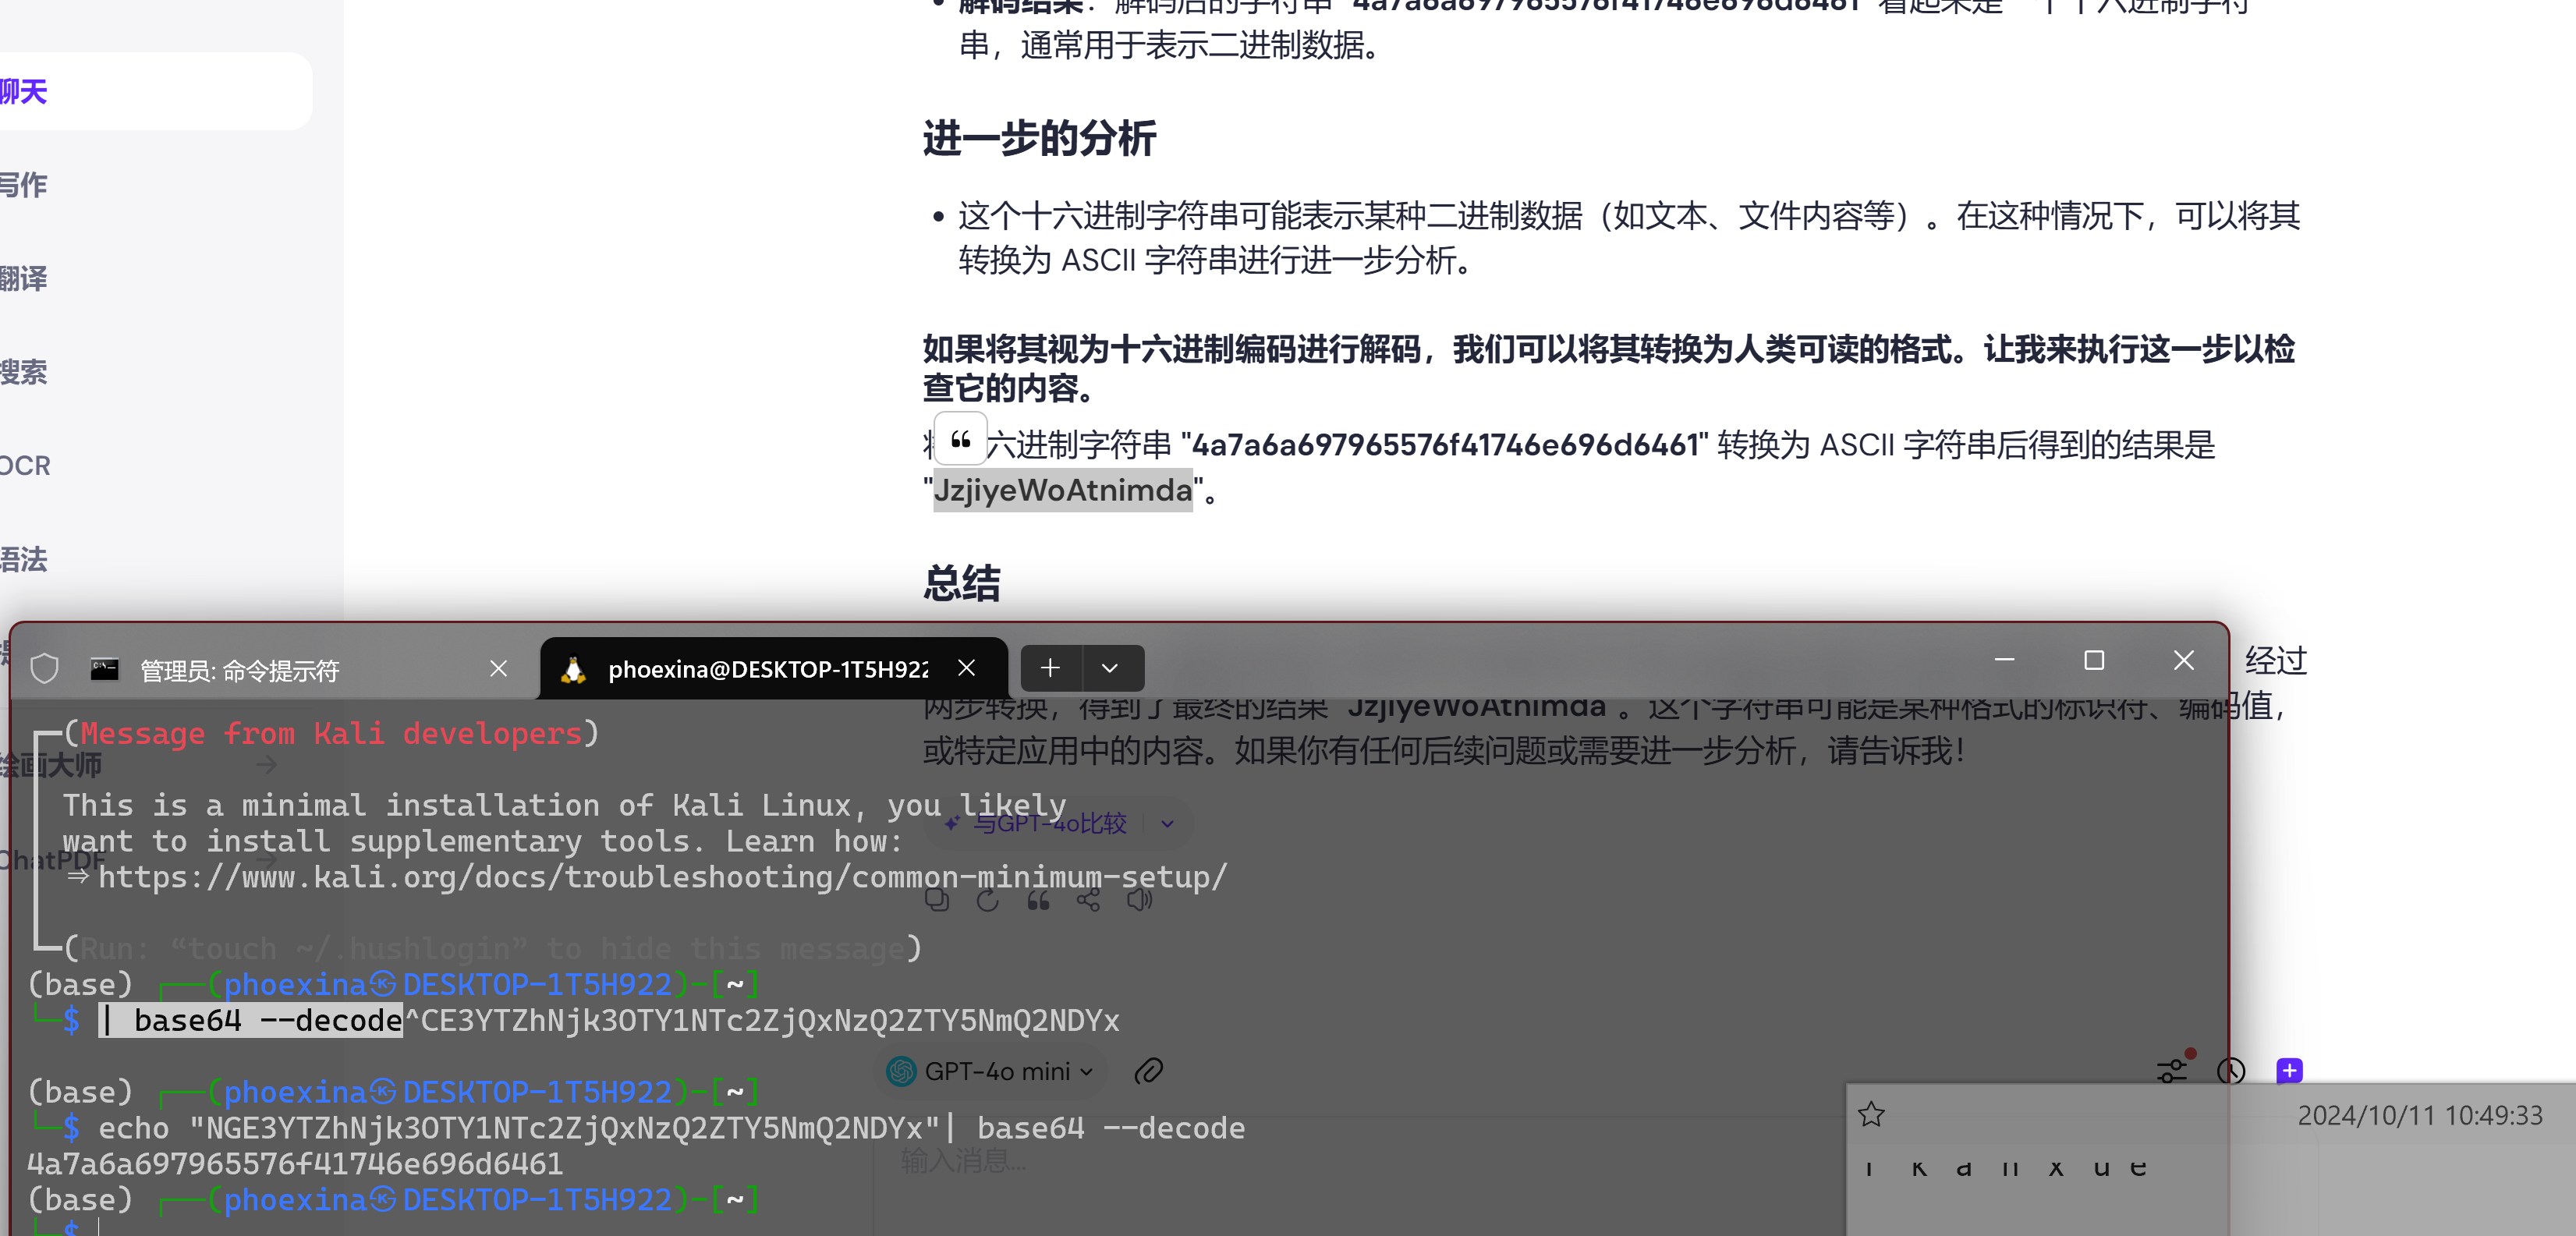 解码结果：解码后的字符串 "4a7a6a697965576f41746e696d6461" 看起来是一个十六进制字符
串，通常用于表示二进制数据。
聊天
进一步的分析
写作
这个十六进制字符串可能表示某种二进制数据（如文本、文件内容等）。在这种情况下，可以将其
转换为 ASCII 字符串进行进一步分析。
翻译
如果将其视为十六进制编码进行解码，我们可以将其转换为人类可读的格式。让我来执行这一步以检
查它的内容。
搜索
六进制字符串 "4a7a6a697965576f41746e696d6461" 转换为 ASCII 字符串后得到的结果是
"JzjiyeWoAtnimda"。
OCR
语法
总结
经过
两步转换，得到了最终的结果 "JzjiyeWoAtnimda"。这个字符串可能是某种格式的标识符、编码值，
或特定应用中的内容。如果你有任何后续问题或需要进一步分析，请告诉我！
绘画大师
ChatPDF
与GPT-4o比较
管理员: 命令提示符
phoexina@DESKTOP-1T5H922
(Message from Kali developers)
This is a minimal installation of Kali Linux, you likely
want to install supplementary tools. Learn how:
⇒ https://www.kali.org/docs/troubleshooting/common-minimum-setup/
(Run: “touch ~/.hushlogin” to hide this message)
(base) ┌──(phoexina㉿DESKTOP-1T5H922)-[~]
└─$ | base64 --decode^CE3YTZhNjk3OTY1NTc2ZjQxNzQ2ZTY5NmQ2NDYx
(base) ┌──(phoexina㉿DESKTOP-1T5H922)-[~]
└─$ echo "NGE3YTZhNjk3OTY1NTc2ZjQxNzQ2ZTY5NmQ2NDYx"| base64 --decode
4a7a6a697965576f41746e696d6461
(base) ┌──(phoexina㉿DESKTOP-1T5H922)-[~]
└─$
GPT-4o mini
输入消息...
2024/10/11 10:49:33
k a n x u e